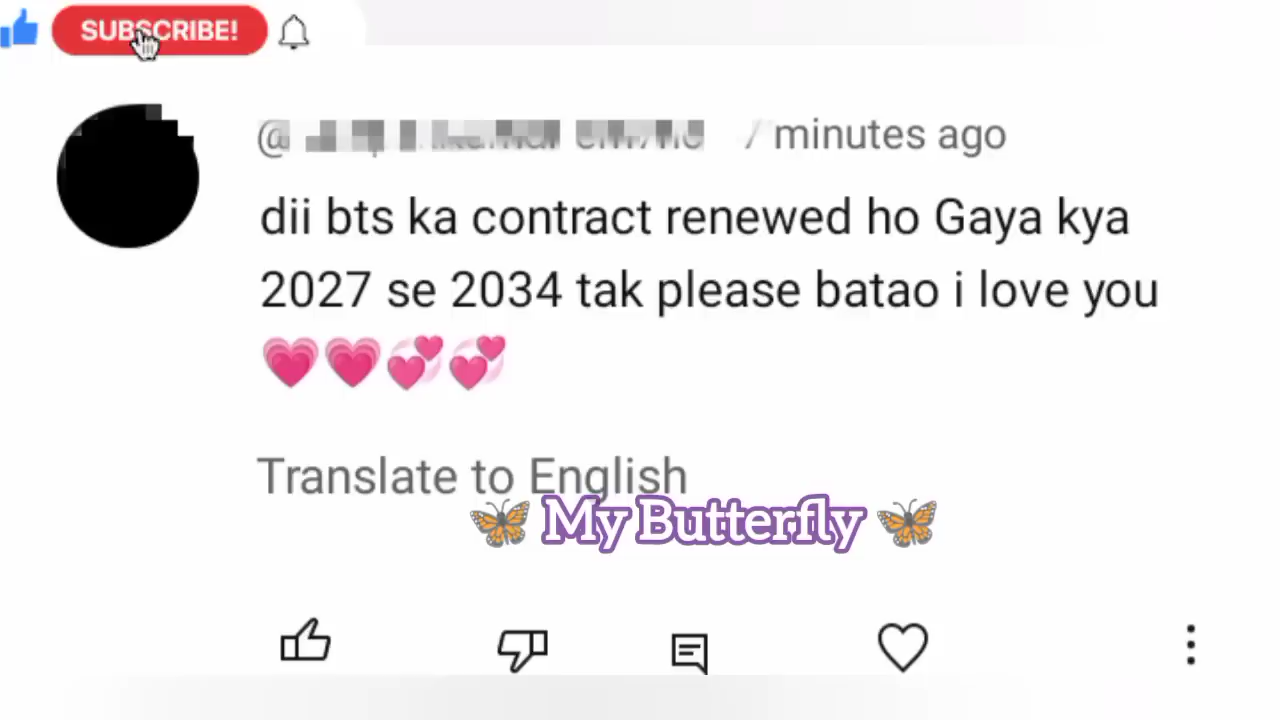 SUBSCRIBE!
@ minutes ago
dii bts ka contract renewed ho Gaya kya
2027 se 2034 tak please batao i love you
💗💗💞💞
Translate to English
🦋 My Butterfly 🦋